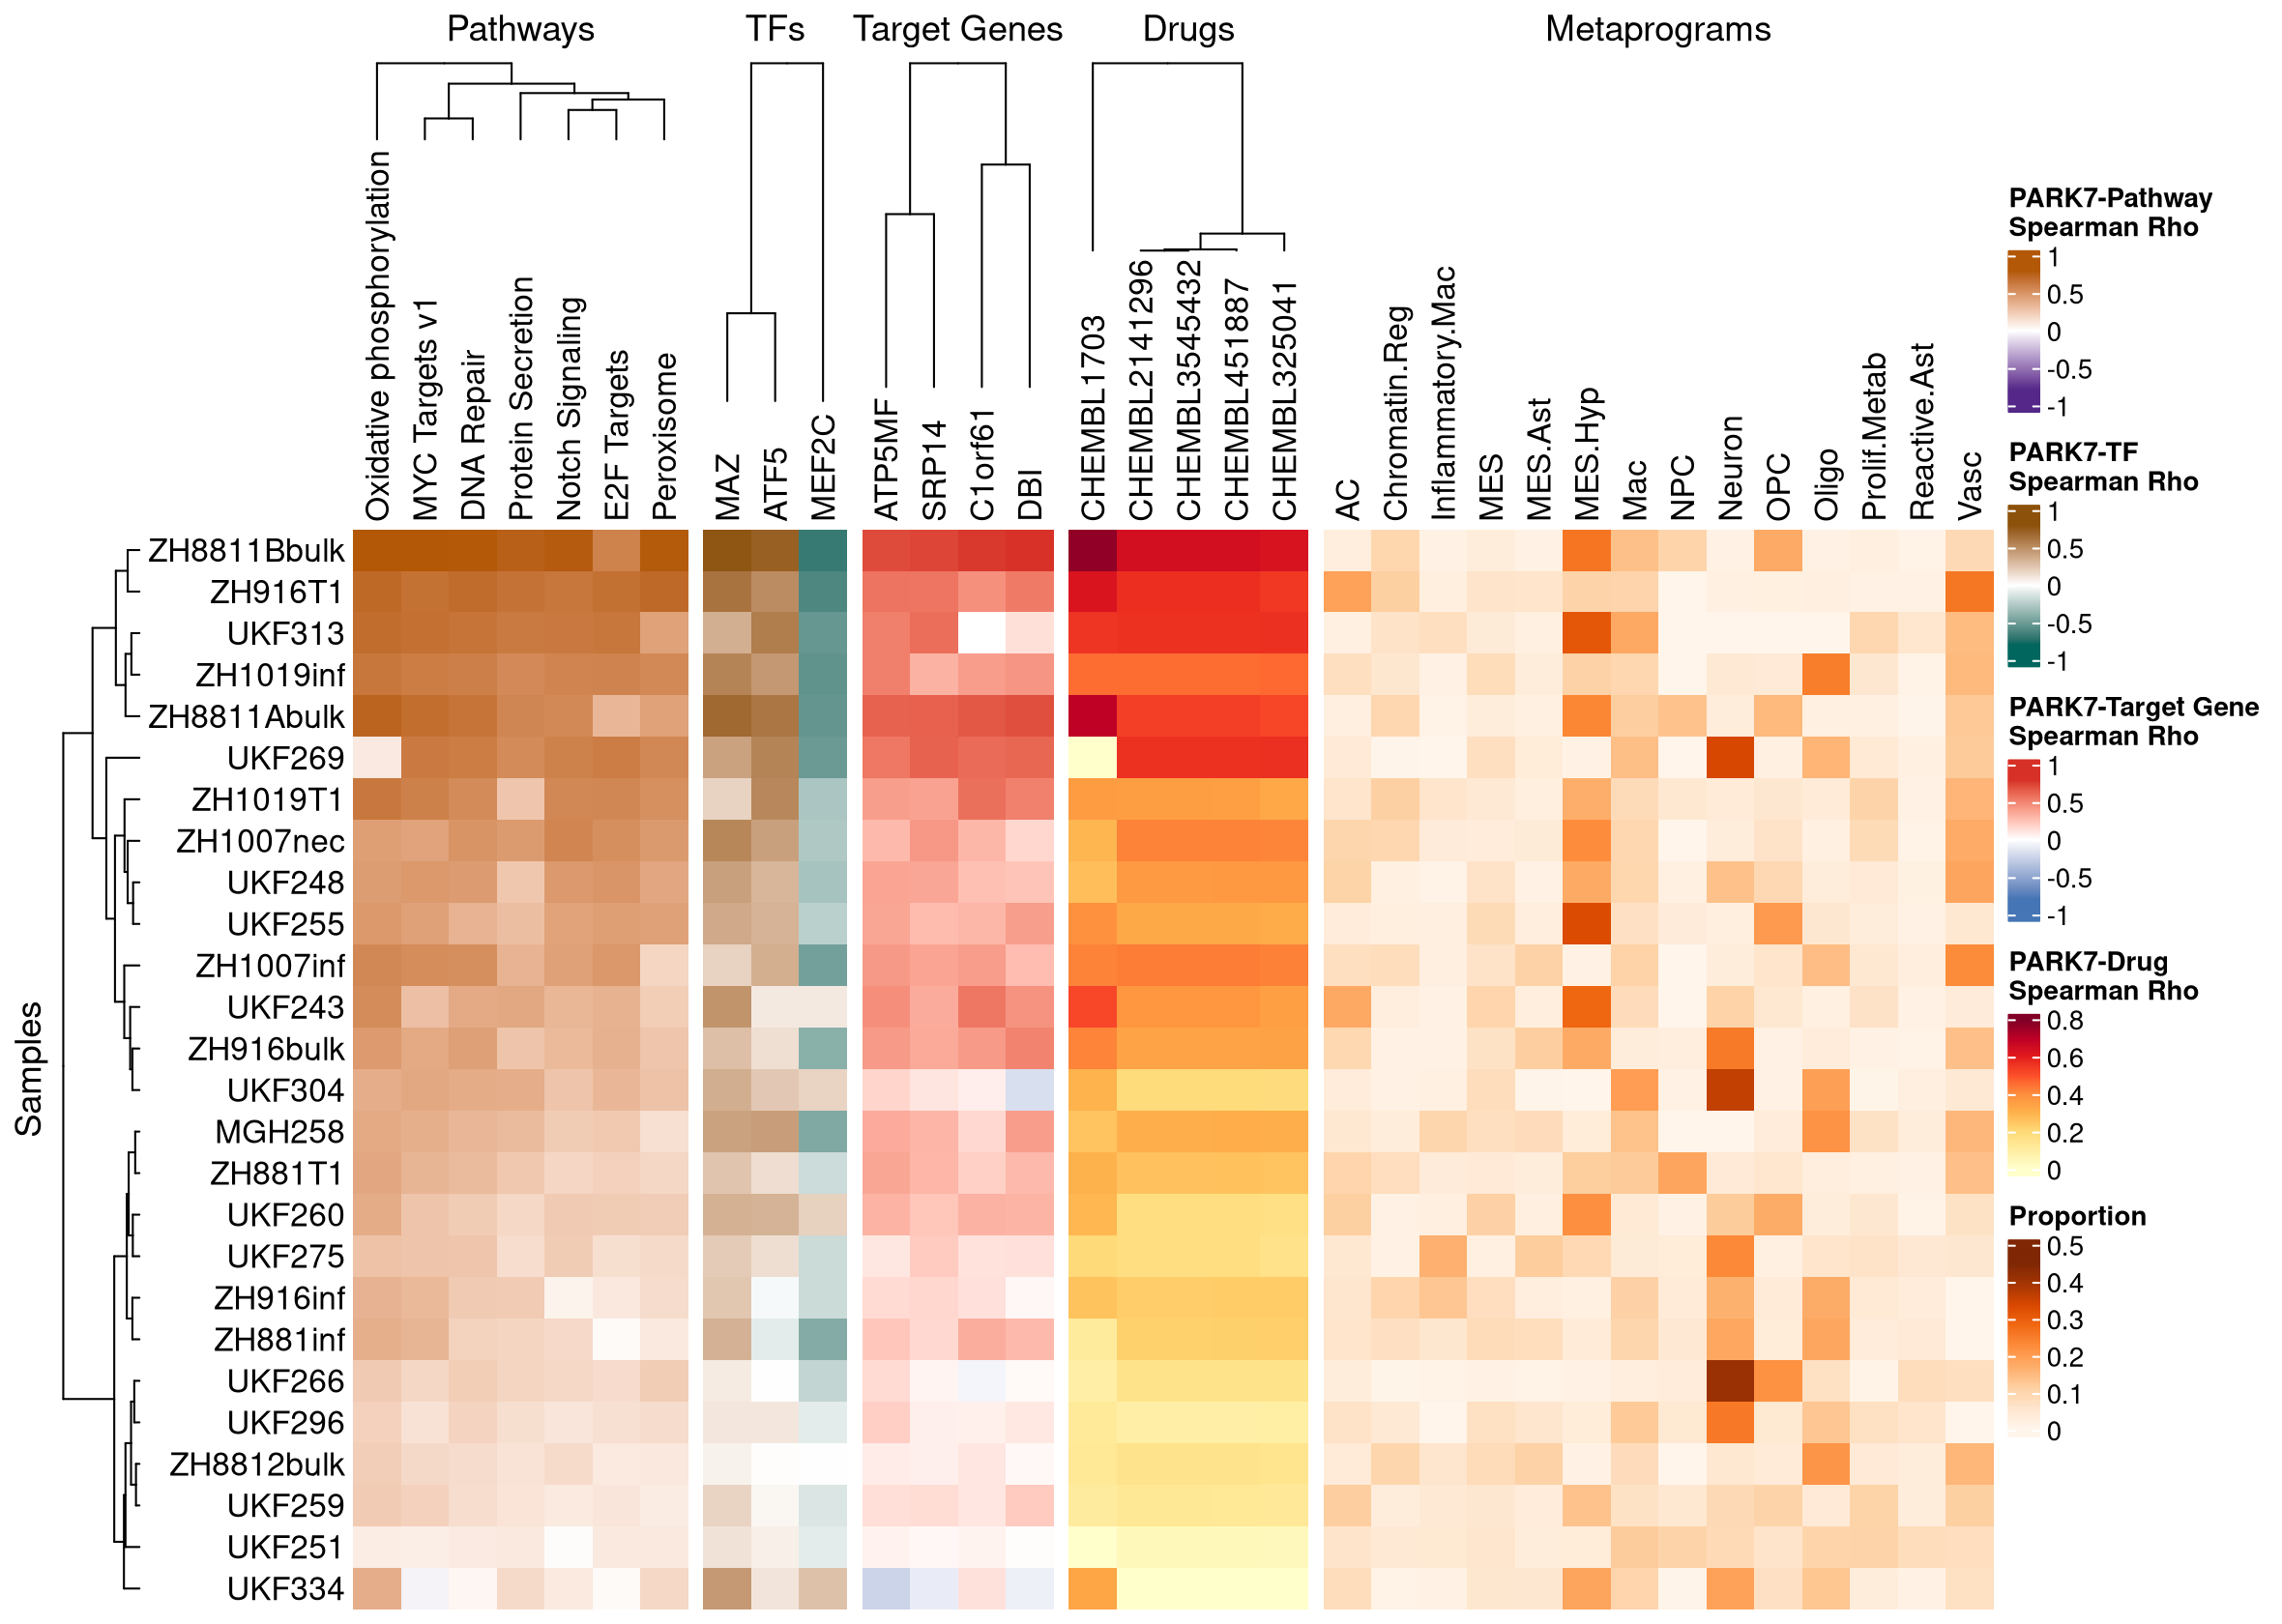 Pathways
TFs
Target Genes
Drugs
Metaprograms
Oxidative phosphorylation
MYC Targets v1
DNA Repair
Protein Secretion
Notch Signaling
E2F Targets
Peroxisome
MAZ
ATF5
MEF2C
ATP5MF
SRP14
C1orf61
DBI
CHEMBL1703
CHEMBL2141296
CHEMBL3545432
CHEMBL451887
CHEMBL325041
AC
Chromatin.Reg
Inflammatory.Mac
MES
MES.Ast
MES.Hyp
Mac
NPC
Neuron
OPC
Oligo
Prolif.Metab
Reactive.Ast
Vasc
Samples
ZH8811Bbulk
ZH916T1
UKF313
ZH1019inf
ZH8811Abulk
UKF269
ZH1019T1
ZH1007nec
UKF248
UKF255
ZH1007inf
UKF243
ZH916bulk
UKF304
MGH258
ZH881T1
UKF260
UKF275
ZH916inf
ZH881inf
UKF266
UKF296
ZH8812bulk
UKF259
UKF251
UKF334
PARK7-Pathway
Spearman Rho
1
0.5
0
-0.5
-1
PARK7-TF
Spearman Rho
1
0.5
0
-0.5
-1
PARK7-Target Gene
Spearman Rho
1
0.5
0
-0.5
-1
PARK7-Drug
Spearman Rho
0.8
0.6
0.4
0.2
0
Proportion
0.5
0.4
0.3
0.2
0.1
0